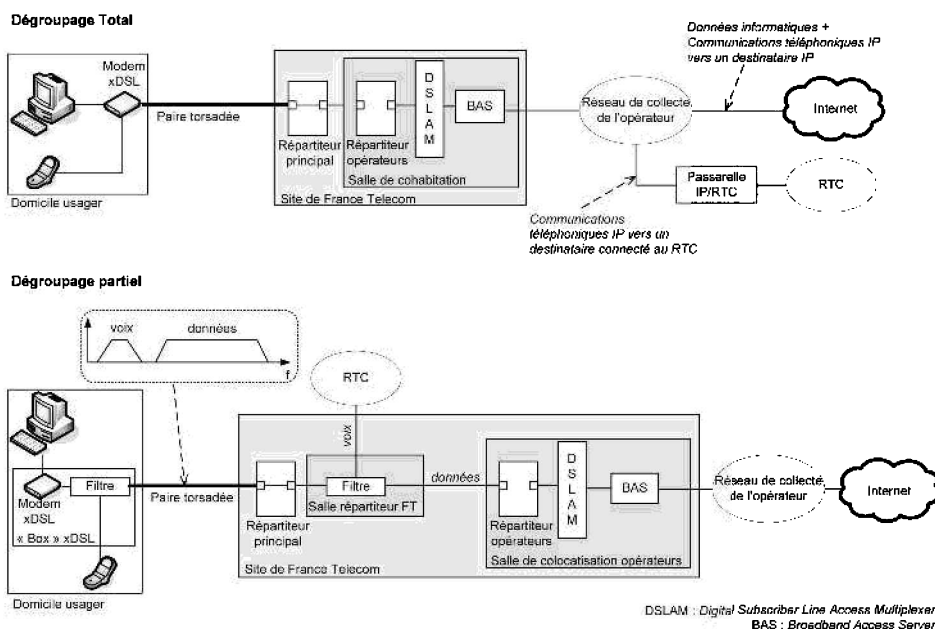 Dégroupage Total
Données informatiques +
Communications téléphoniques IP
vers un destinataire IP
Modem
xDSL
Paire torsadée
Domicile usager
Répartiteur
principal
Répartiteur
opérateurs
DSLAM
BAS
Salle de cohabitation
Site de France Telecom
Réseau de collecte
de l'opérateur
Internet
Passarelle
IP/RTC
RTC
Communications
téléphoniques IP vers un
destinataire connecté au RTC
Dégroupage partiel
voix
données
f
RTC
voix
Modem
xDSL
Filtre
« Box » xDSL
Domicile usager
Paire torsadée
Répartiteur
principal
Filtre
Salle répartiteur FT
données
Répartiteur
opérateurs
DSLAM
BAS
Salle de colocatisation opérateurs
Site de France Telecom
Réseau de collecte
de l'opérateur
Internet
DSLAM : Digital Subscriber Line Access Multiplexer
BAS : Broadband Access Server